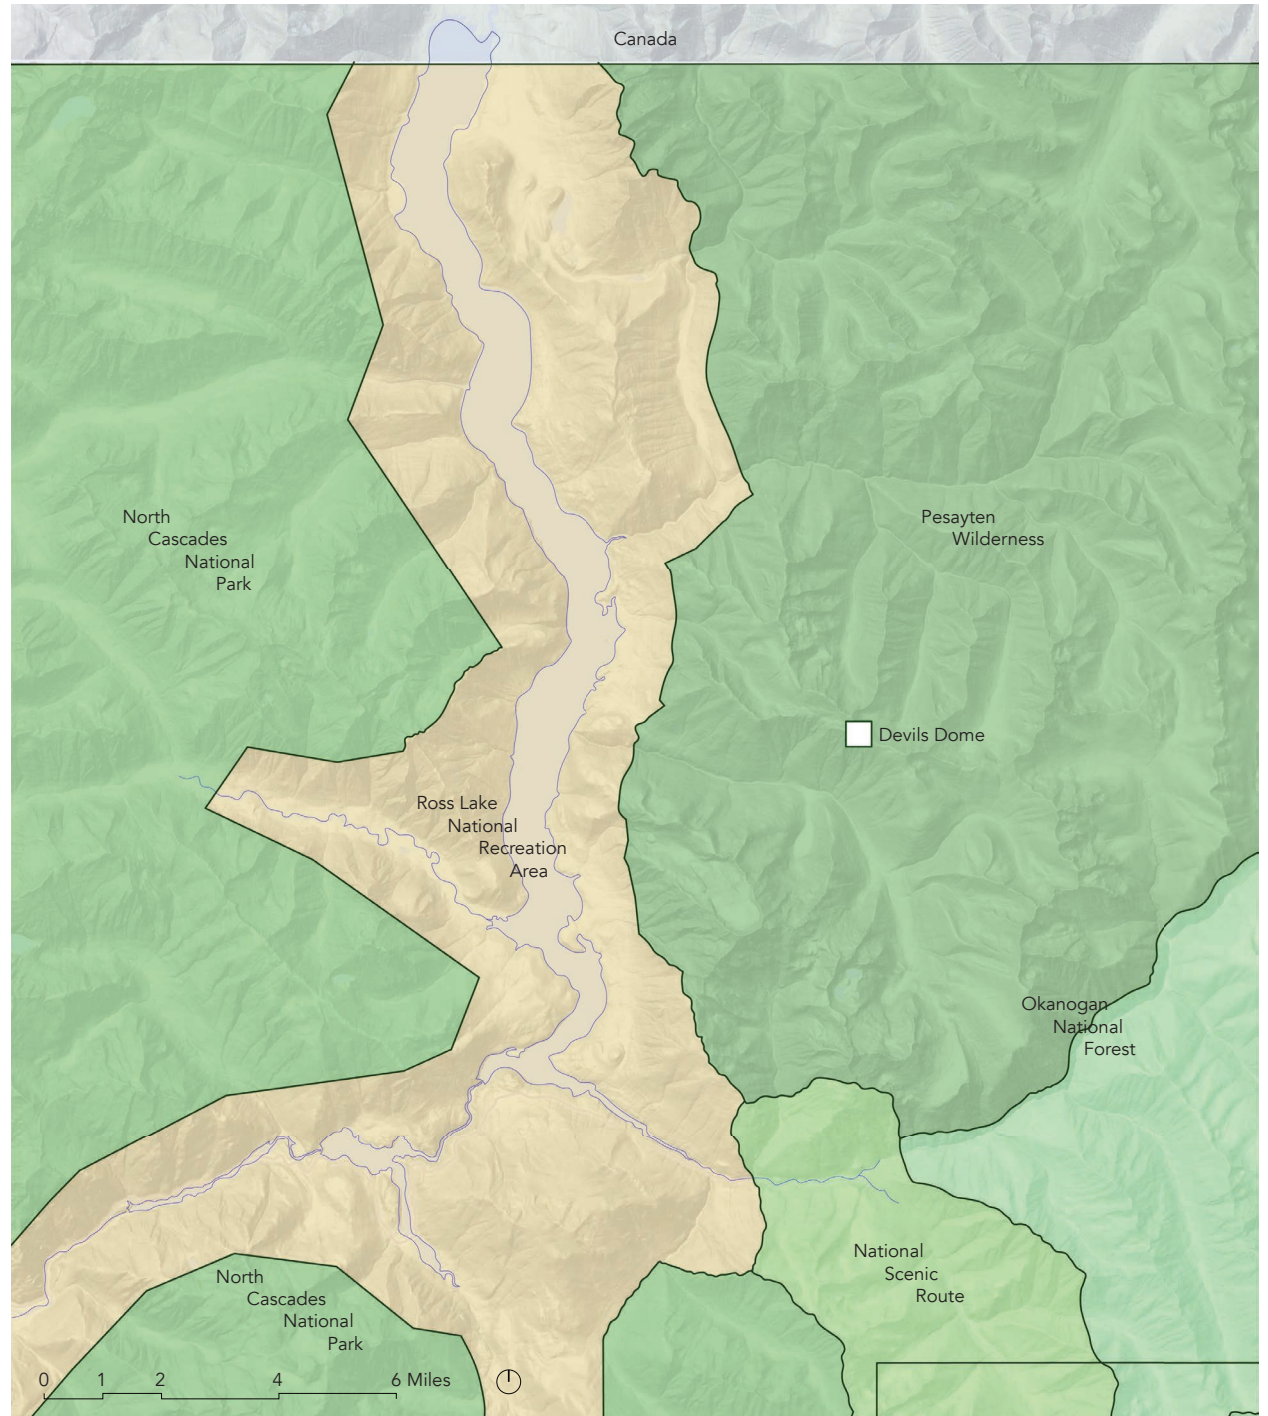 Canada
North
Cascades
National
Park
Pesayten
Wilderness
Devils Dome
Ross Lake
National
Recreation
Area
Okanogan
National
Forest
National
Scenic
Route
North
Cascades
National
Park
0 1 2 4 6 Miles